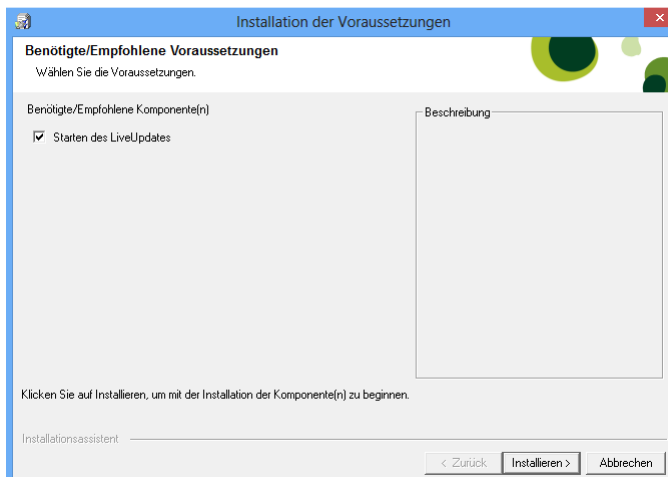 Installation der Voraussetzungen
Benötigte/Empfohlene Voraussetzungen
Wählen Sie die Voraussetzungen.
Benötigte/Empfohlene Komponente(n)
Beschreibung
Starten des LiveUpdates
Klicken Sie auf Installieren, um mit der Installation der Komponente(n) zu beginnen.
Installationsassistent
< Zurück Installieren > Abbrechen